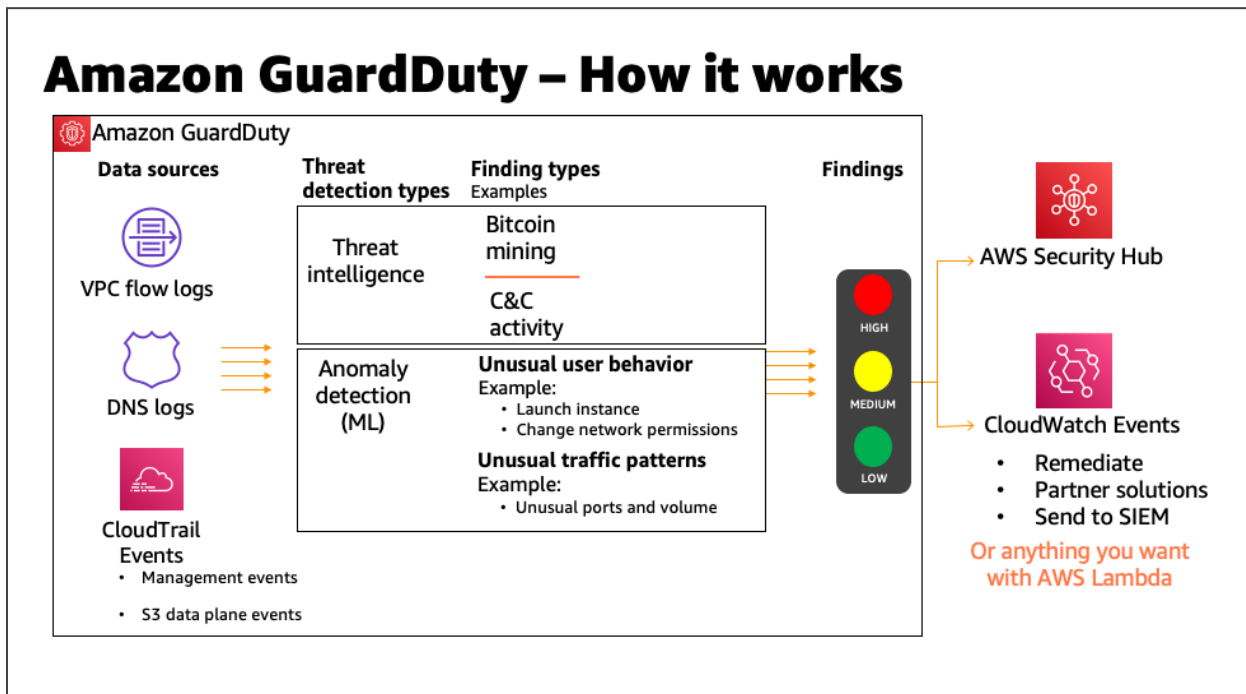 Amazon GuardDuty – How it works
Amazon GuardDuty
Data sources
VPC flow logs
DNS logs
CloudTrail
Events
• Management events
• S3 data plane events
Threat
detection types
Threat
intelligence
Anomaly
detection
(ML)
Finding types
Examples
Bitcoin
mining
C&C
activity
Unusual user behavior
Example:
• Launch instance
• Change network permissions
Unusual traffic patterns
Example:
• Unusual ports and volume
Findings
HIGH
MEDIUM
LOW
AWS Security Hub
CloudWatch Events
• Remediate
• Partner solutions
• Send to SIEM
Or anything you want
with AWS Lambda